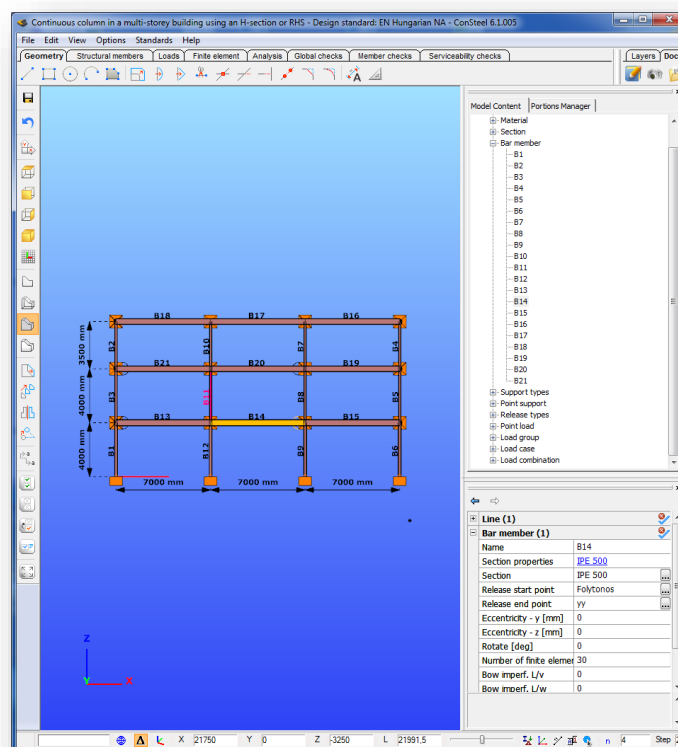 Continuous column in a multi-storey building using an H-section or RHS - Design standard: EN Hungarian NA - ConSteel 6.1.005
File Edit View Options Standards Help
Geometry Structural members Loads Finite element Analysis Global checks Member checks Serviceability checks
Layers Doc
Model Content Portions Manager
Material
Section
Bar member
B1
B2
B3
B4
B5
B6
B7
B8
B9
B10
B11
B12
B13
B14
B15
B16
B17
B18
B19
B20
B21
Support types
Point support
Release types
Point load
Load group
Load case
Load combination
B18 B17 B16
3500 mm B2 B10 B7 B4
B21 B20 B19
4000 mm B3 B11 B8 B5
B13 B14 B15
4000 mm B1 B12 B9 B6
7000 mm 7000 mm 7000 mm
Z
Y X
Line (1)
Bar member (1)
Name B14
Section properties IPE 500
Section IPE 500 ...
Release start point Folytonos ...
Release end point yy ...
Eccentricity - y [mm] 0
Eccentricity - z [mm] 0
Rotate [deg] 0
Number of finite elemer 30
Bow imperf. L/v 0
Bow imperf. L/w 0
Δ X 21750 Y 0 Z -3250 L 21991,5 n 4 Step